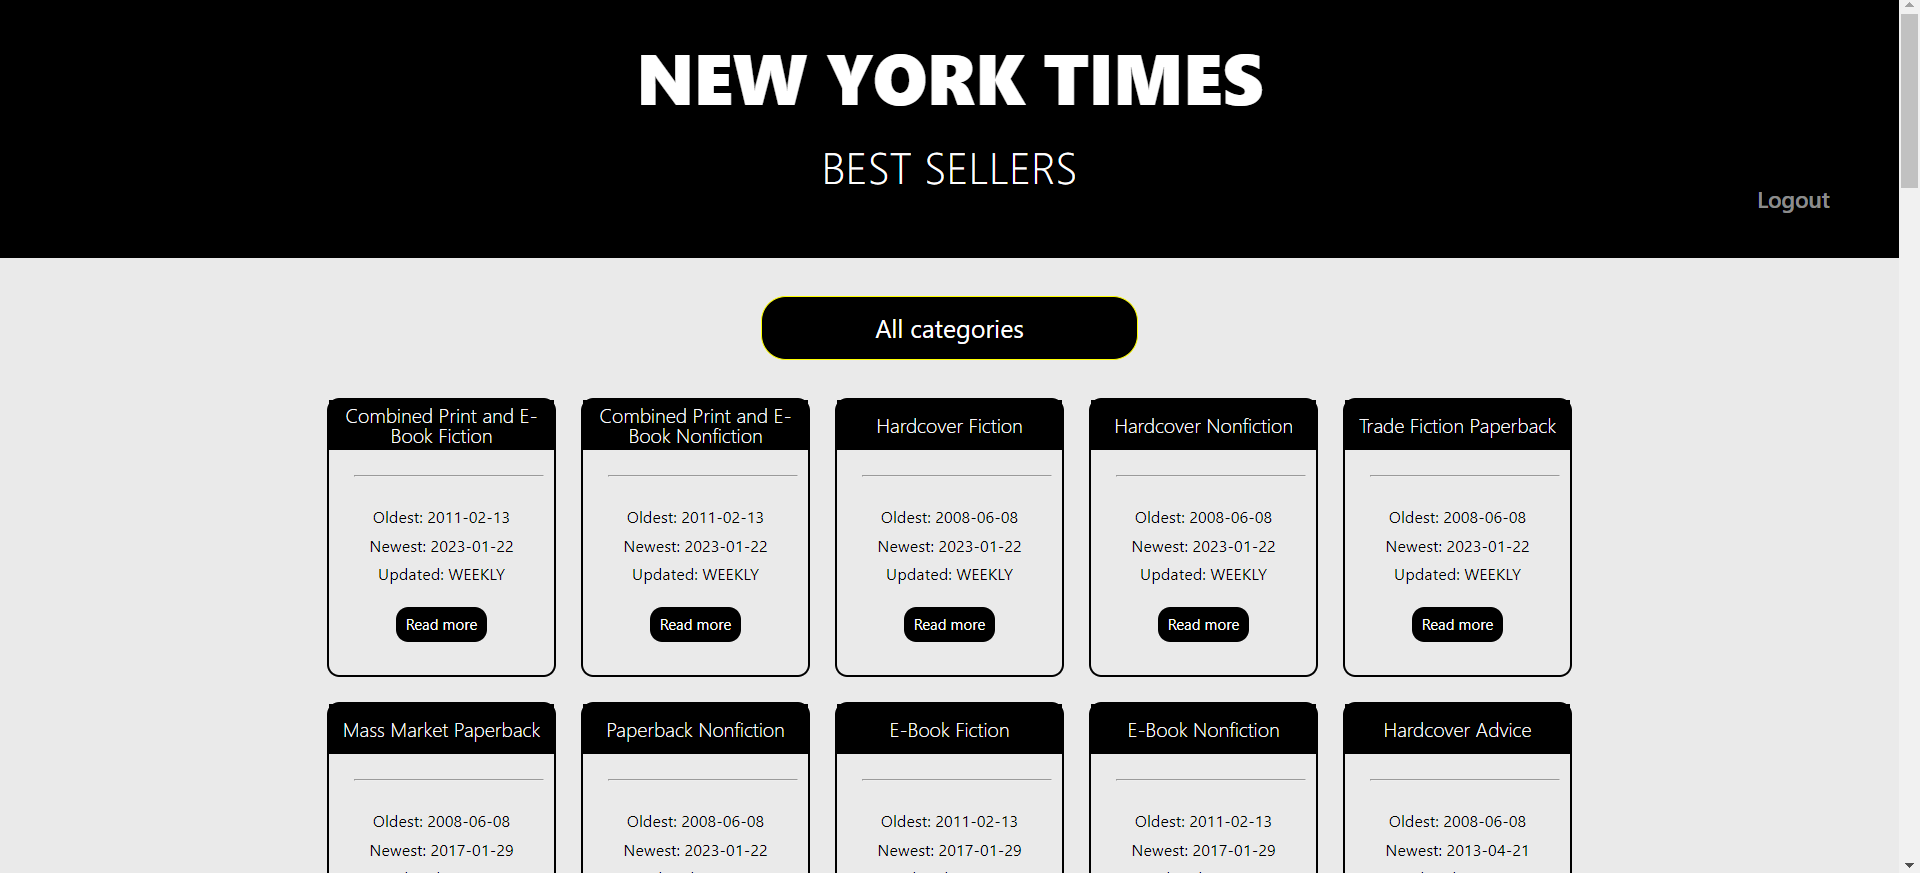 NEW YORK TIMES
BEST SELLERS
Logout
All categories
Combined Print and E-
Book Fiction
Oldest: 2011-02-13
Newest: 2023-01-22
Updated: WEEKLY
Read more
Combined Print and E-
Book Nonfiction
Oldest: 2011-02-13
Newest: 2023-01-22
Updated: WEEKLY
Read more
Hardcover Fiction
Oldest: 2008-06-08
Newest: 2023-01-22
Updated: WEEKLY
Read more
Hardcover Nonfiction
Oldest: 2008-06-08
Newest: 2023-01-22
Updated: WEEKLY
Read more
Trade Fiction Paperback
Oldest: 2008-06-08
Newest: 2023-01-22
Updated: WEEKLY
Read more
Mass Market Paperback
Oldest: 2008-06-08
Newest: 2017-01-29
Paperback Nonfiction
Oldest: 2008-06-08
Newest: 2023-01-22
E-Book Fiction
Oldest: 2011-02-13
Newest: 2017-01-29
E-Book Nonfiction
Oldest: 2011-02-13
Newest: 2017-01-29
Hardcover Advice
Oldest: 2008-06-08
Newest: 2013-04-21